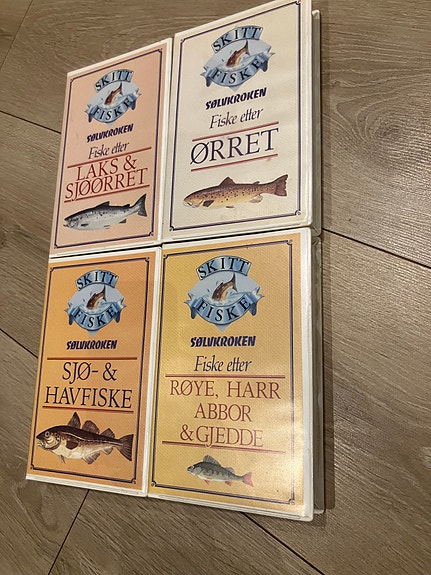 SKITT
FISKE
SØLVKROKEN
Fiske etter
LAKS &
SJØØRRET
SKITT
FISKE
SØLVKROKEN
Fiske etter
ØRRET
SKITT
FISKE
SØLVKROKEN
SJØ- &
HAVFISKE
SKITT
FISKE
SØLVKROKEN
Fiske etter
RØYE, HARR
ABBOR
& GJEDDE